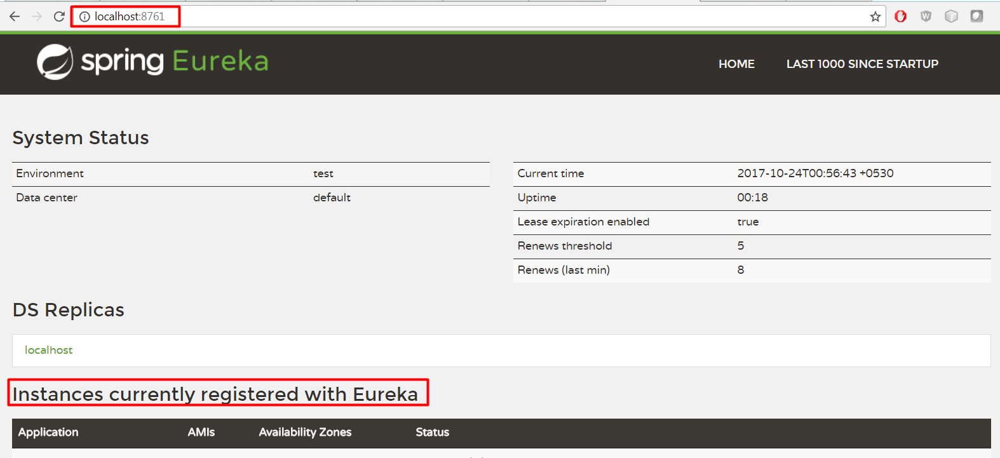 localhost:8761
spring Eureka
HOME LAST 1000 SINCE STARTUP
System Status
Environment test
Data center default
Current time 2017-10-24T00:56:43 +0530
Uptime 00:18
Lease expiration enabled true
Renews threshold 5
Renews (last min) 8
DS Replicas
localhost
Instances currently registered with Eureka
Application AMIs Availability Zones Status